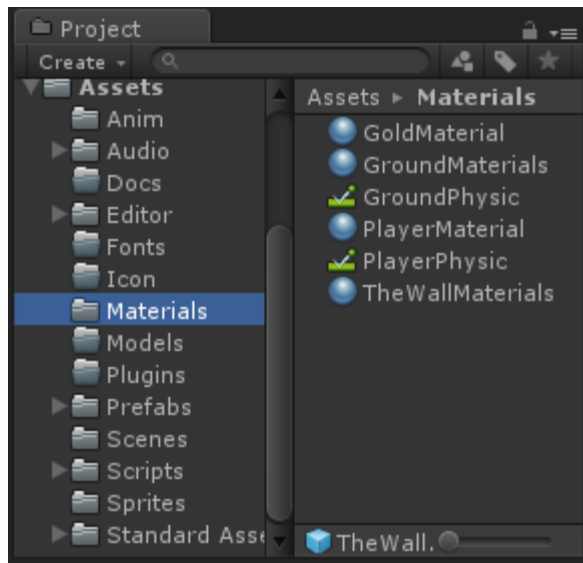 Project
Create
Assets
Anim
Audio
Docs
Editor
Fonts
Icon
Materials
Models
Plugins
Prefabs
Scenes
Scripts
Sprites
Standard Asse
Assets ▸ Materials
GoldMaterial
GroundMaterials
GroundPhysic
PlayerMaterial
PlayerPhysic
TheWallMaterials
TheWall.